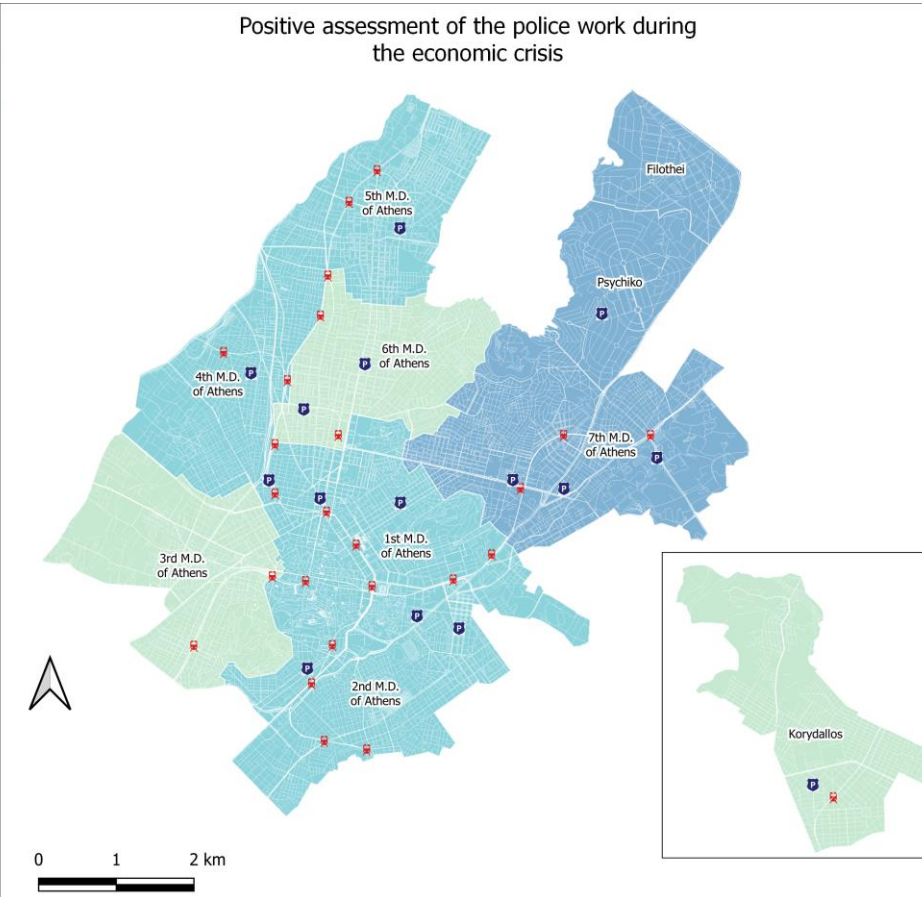 Positive assessment of the police work during
the economic crisis
Filothei
5th M.D.
of Athens
P
Psychiko
P
6th M.D.
of Athens
P
4th M.D.
of Athens
P
P
7th M.D.
of Athens
P
P
P
P
P
P
1st M.D.
of Athens
3rd M.D.
of Athens
P
P
P
2nd M.D.
of Athens
Korydallos
P
0 1 2 km